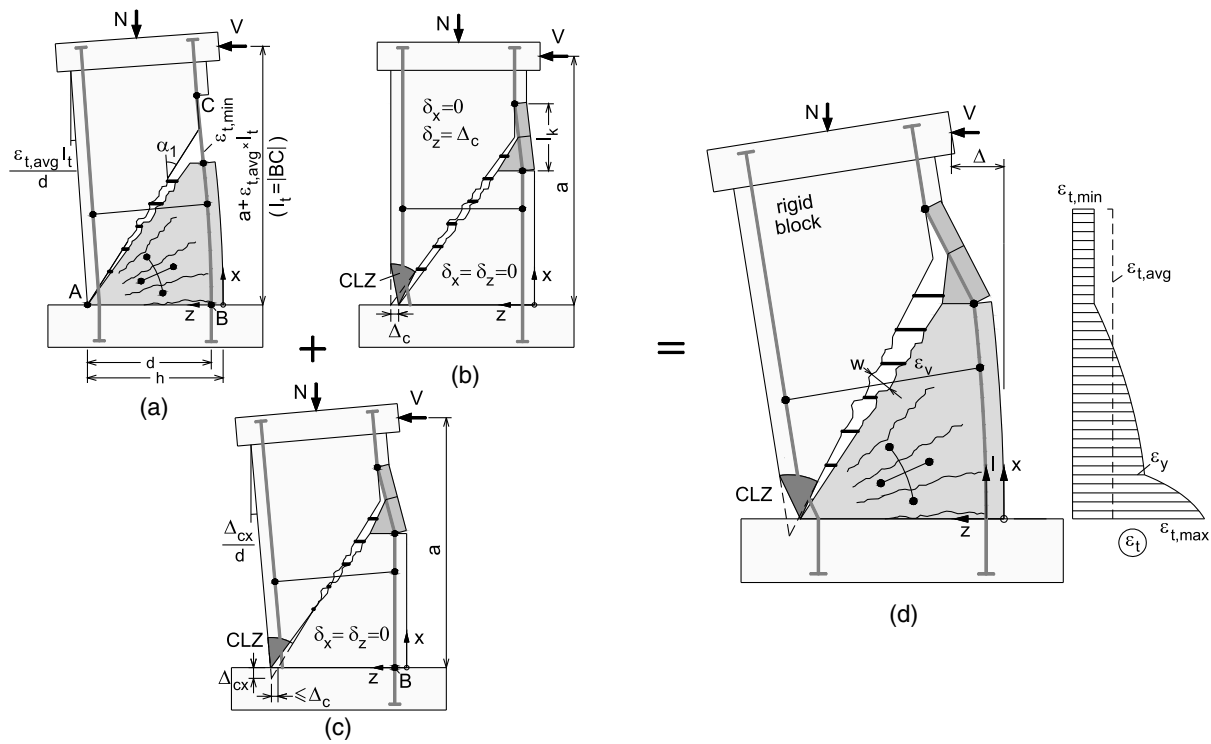 N
V
C
ε_t,min
α_1
ε_t,avg l_t
d
a+ε_t,avg×l_t
(l_t=|BC|)
A
x
z
B
d
h
(a)
+
N
V
δ_x=0
δ_z=Δ_c
l_k
a
CLZ
δ_x=δ_z=0
x
z
Δ_c
(b)
N
V
Δ_cx
d
a
CLZ
δ_x=δ_z=0
x
z
B
Δ_cx
≤Δ_c
(c)
=
N
V
Δ
rigid
block
w
ε_v
CLZ
l
x
z
(d)
ε_t,min
ε_t,avg
ε_y
ε_t,max
ε_t